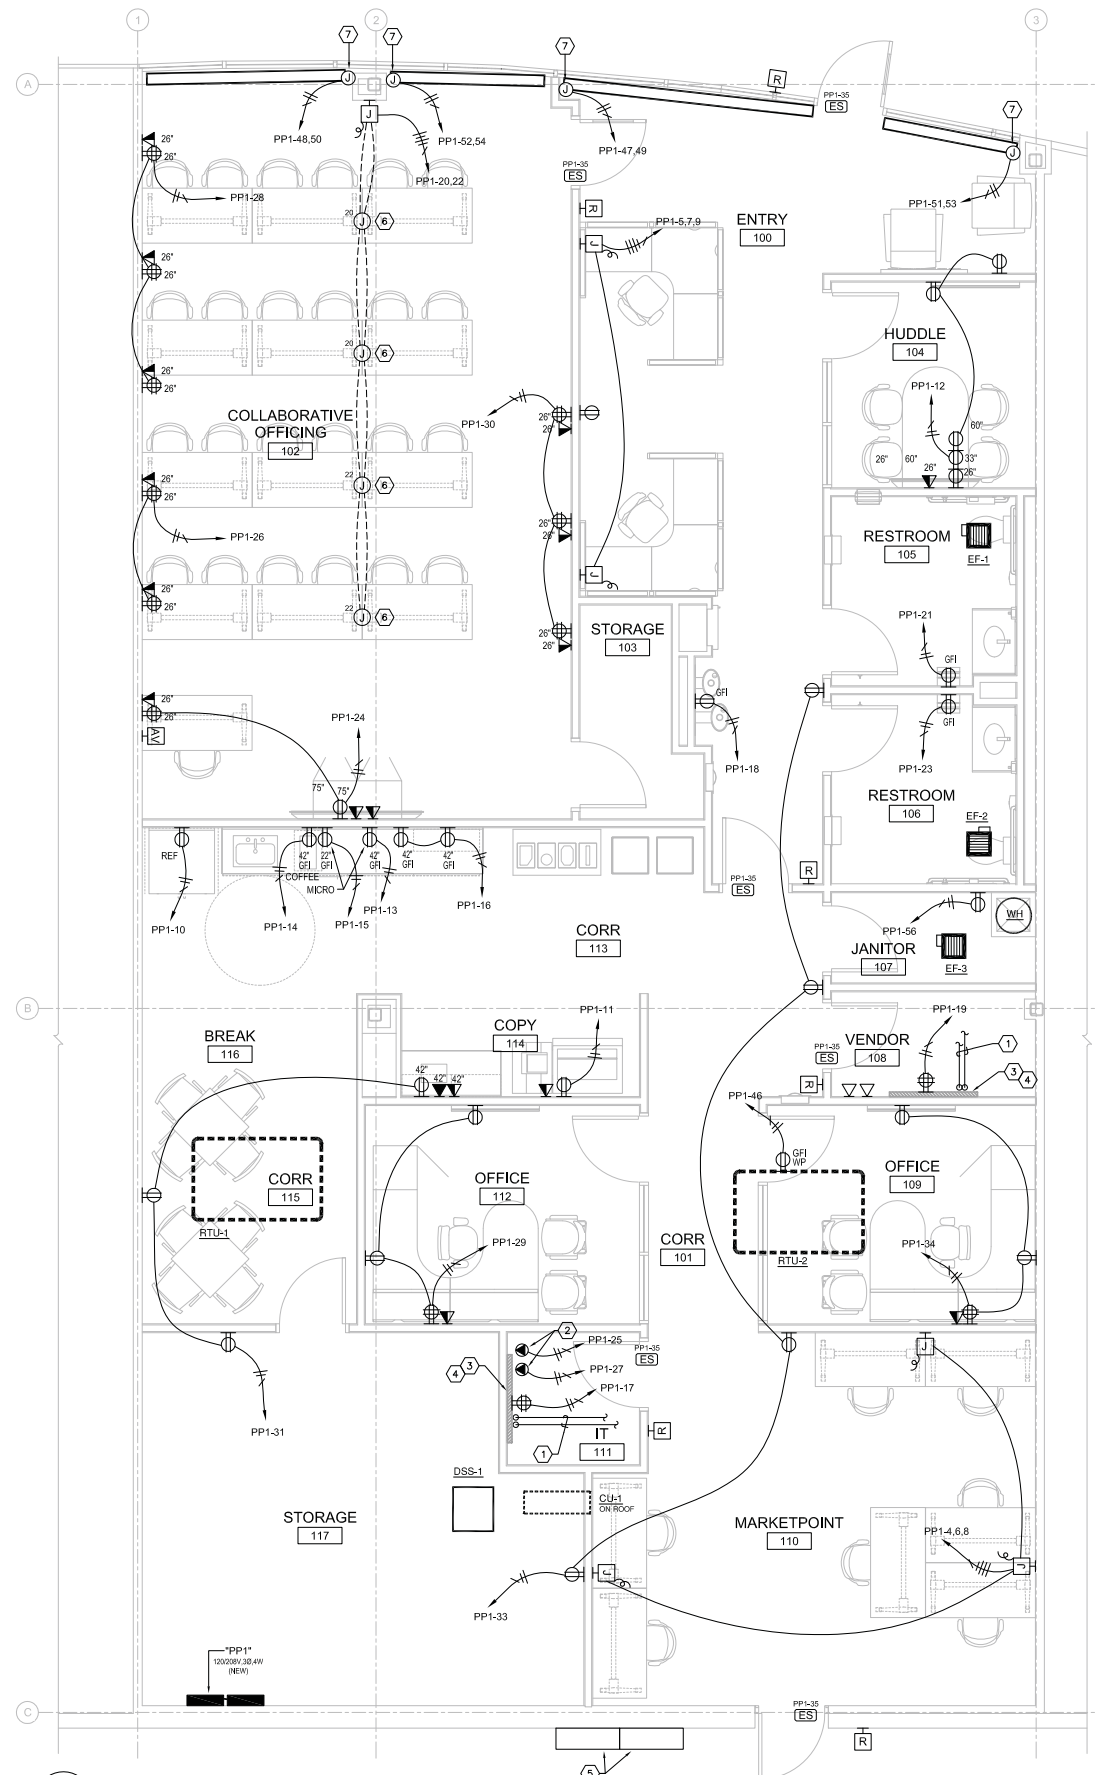 1
2
3
7
7
7
7
A
R
PP1-35
ES
J
J
J
J
J
PP1-48,50
PP1-52,54
PP1-47,49
PP1-20,22
PP1-35
ES
26"
26"
PP1-28
20
J
6
R
PP1-5,7,9
J
ENTRY
100
PP1-51,53
26"
26"
HUDDLE
104
20
J
6
26"
26"
PP1-12
COLLABORATIVE
OFFICING
102
PP1-30
26"
26"
60"
26"
60"
33"
26"
26"
22
J
6
26"
26"
PP1-26
26"
26"
RESTROOM
105
EF-1
26"
26"
J
22
J
6
STORAGE
103
26"
26"
PP1-21
GFI
26"
26"
AV
PP1-24
75"
75"
GFI
PP1-18
GFI
PP1-23
RESTROOM
106
EF-2
REF
42"
GFI
22"
GFI
42"
GFI
42"
GFI
42"
GFI
COFFEE
MICRO
PP1-10
PP1-14
PP1-15
PP1-13
PP1-16
PP1-35
ES
R
CORR
113
PP1-56
WH
JANITOR
107
EF-3
B
BREAK
116
COPY
114
PP1-11
PP1-19
1
VENDOR
108
PP1-35
ES
R
3
4
42"
42"
42"
PP1-46
GFI
WP
CORR
115
RTU-1
OFFICE
112
PP1-29
CORR
101
RTU-2
OFFICE
109
PP1-34
2
PP1-25
PP1-27
PP1-17
PP1-35
ES
3
4
1
IT
111
R
J
PP1-31
DSS-1
CU-1
ON ROOF
STORAGE
117
MARKETPOINT
110
PP1-4,6,8
J
J
PP1-33
"PP1"
120/208V,3Ø,4W
(NEW)
C
PP1-35
ES
R
5